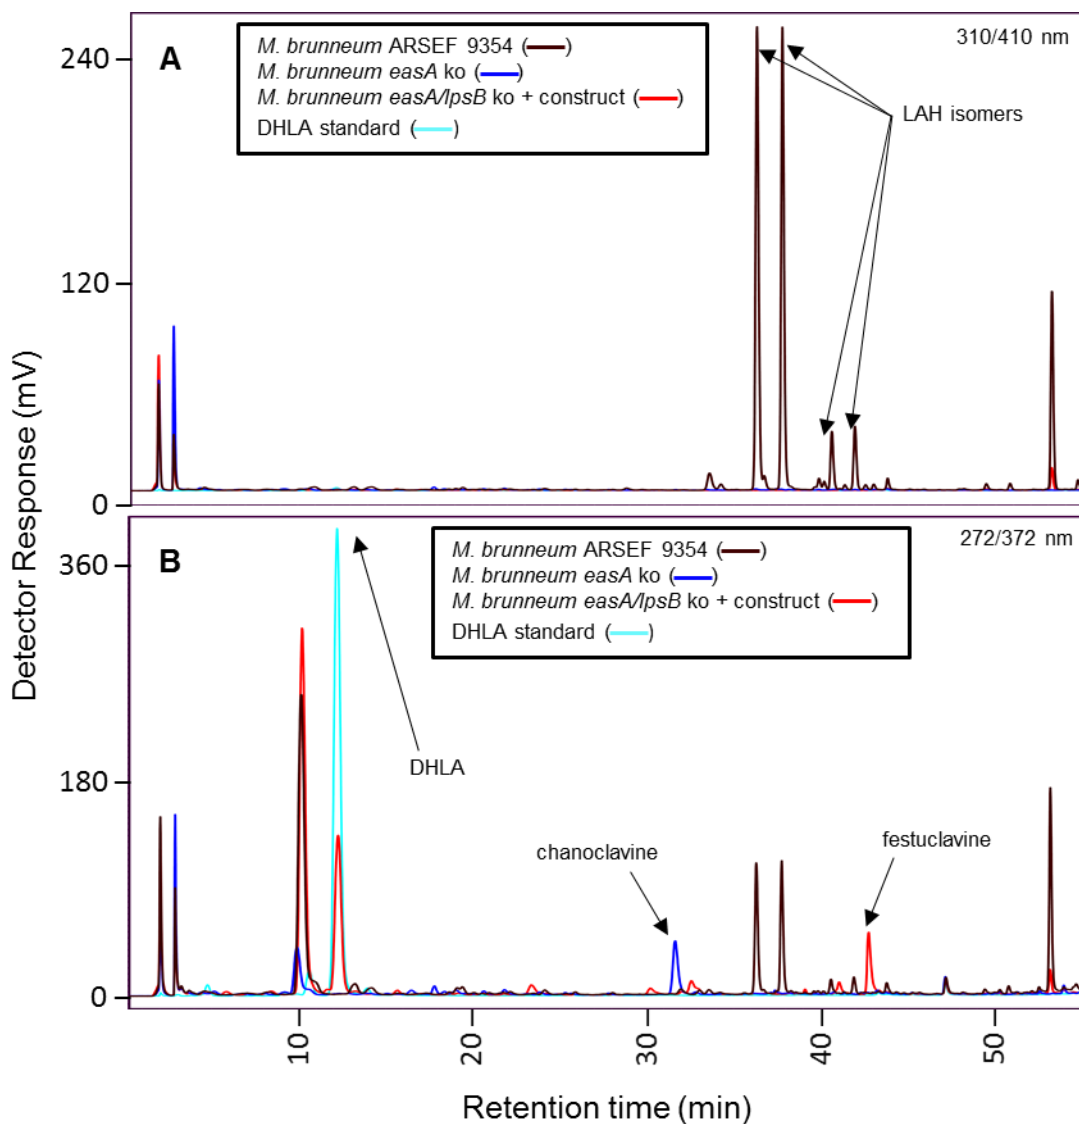 A
310/410 nm
M. brunneum ARSEF 9354 (—)
M. brunneum easA ko (—)
M. brunneum easA/lpsB ko + construct (—)
DHLA standard (—)
LAH isomers
240
120
0
B
272/372 nm
M. brunneum ARSEF 9354 (—)
M. brunneum easA ko (—)
M. brunneum easA/lpsB ko + construct (—)
DHLA standard (—)
DHLA
chanoclavine
festuclavine
360
180
0
Detector Response (mV)
10
20
30
40
50
Retention time (min)